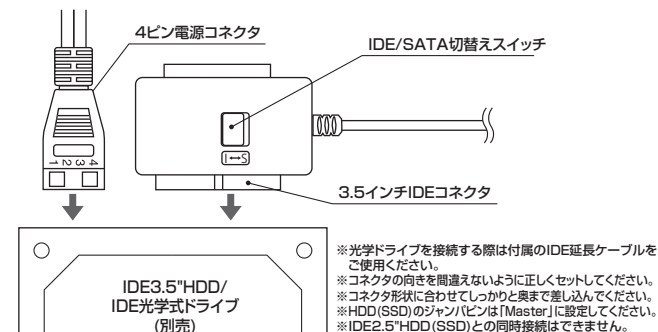 4ピン電源コネクタ
IDE/SATA切替えスイッチ
1 2 3 4
I↔S
3.5インチIDEコネクタ
IDE3.5"HDD/
IDE光学式ドライブ
(別売)
※光学ドライブを接続する際は付属のIDE延長ケーブルを
ご使用ください。
※コネクタの向きを間違えないように正しくセットしてください。
※コネクタ形状に合わせてしっかりと奥まで差し込んでください。
※HDD(SSD)のジャンパピンは「Master」に設定してください。
※IDE2.5"HDD(SSD)との同時接続はできません。